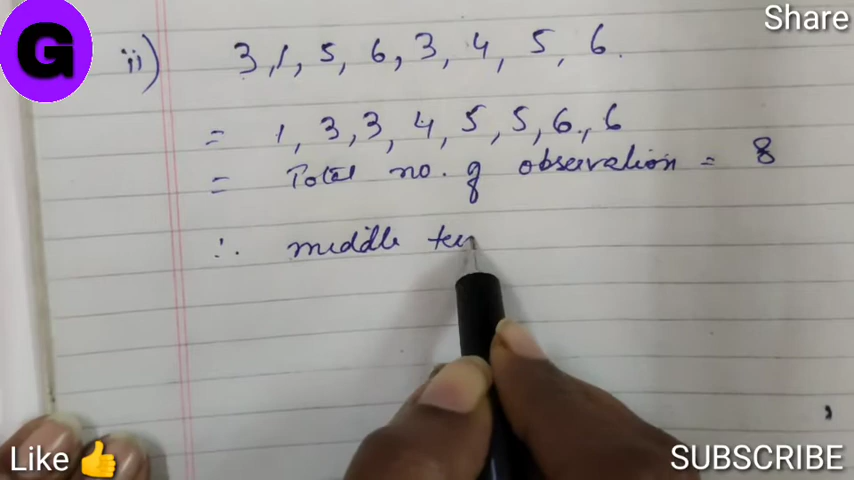 G
Share
ii) 3, 1, 5, 6, 3, 4, 5, 6.
= 1, 3, 3, 4, 5, 5, 6, 6
= Total no. of observation = 8
∴ middle ter
Like 👍
SUBSCRIBE